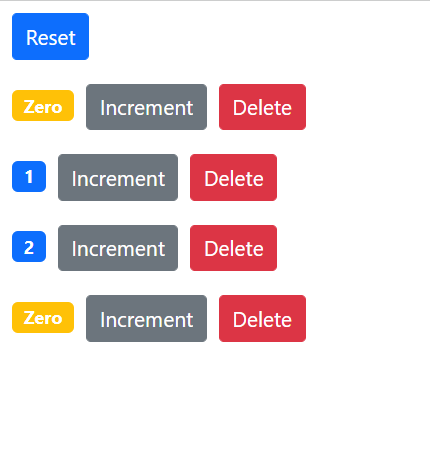 Reset
Zero Increment Delete
1 Increment Delete
2 Increment Delete
Zero Increment Delete